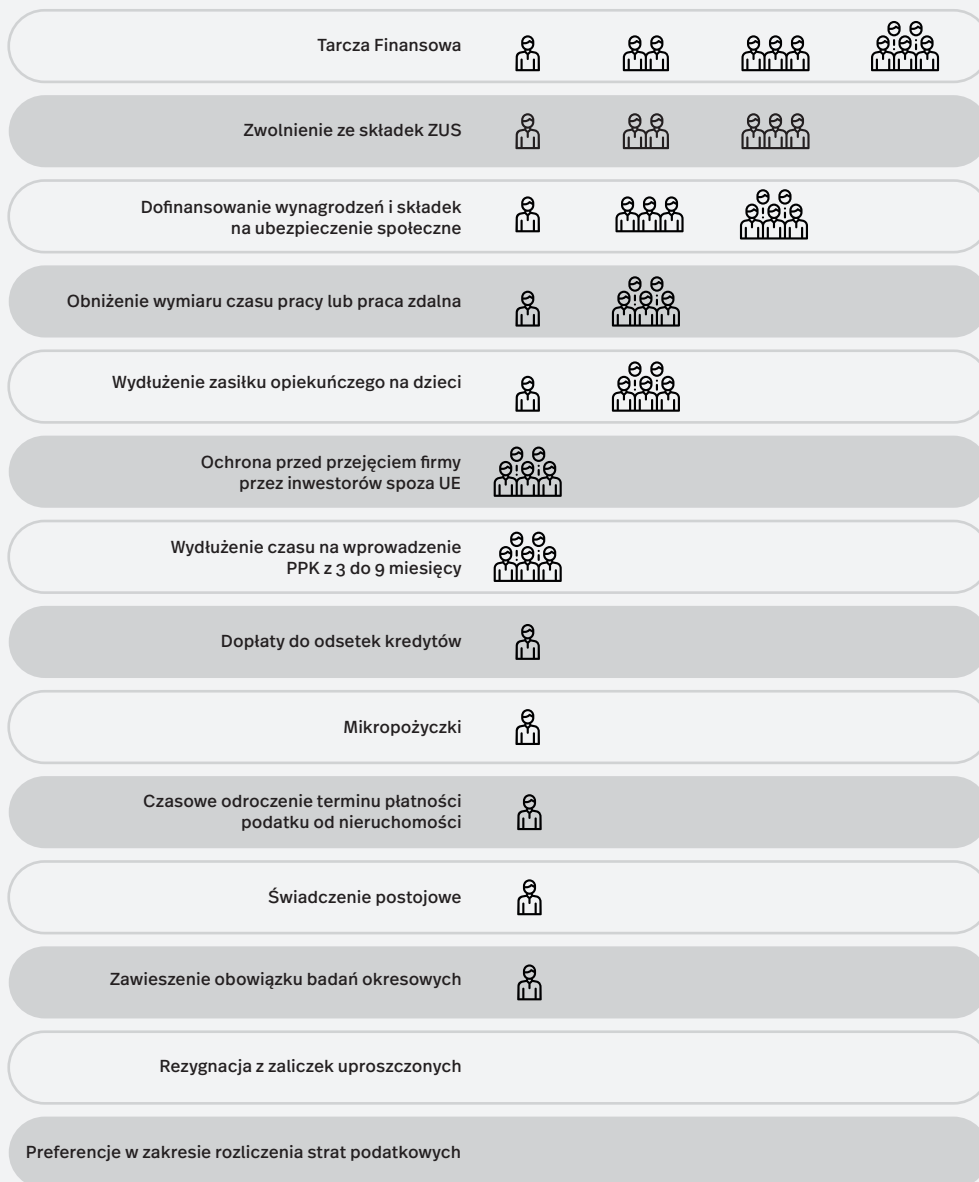 Tarcza Finansowa
Zwolnienie ze składek ZUS
Dofinansowanie wynagrodzeń i składek
na ubezpieczenie społeczne
Obniżenie wymiaru czasu pracy lub praca zdalna
Wydłużenie zasiłku opiekuńczego na dzieci
Ochrona przed przejęciem firmy
przez inwestorów spoza UE
Wydłużenie czasu na wprowadzenie
PPK z 3 do 9 miesięcy
Dopłaty do odsetek kredytów
Mikropożyczki
Czasowe odroczenie terminu płatności
podatku od nieruchomości
Świadczenie postojowe
Zawieszenie obowiązku badań okresowych
Rezygnacja z zaliczek uproszczonych
Preferencje w zakresie rozliczenia strat podatkowych